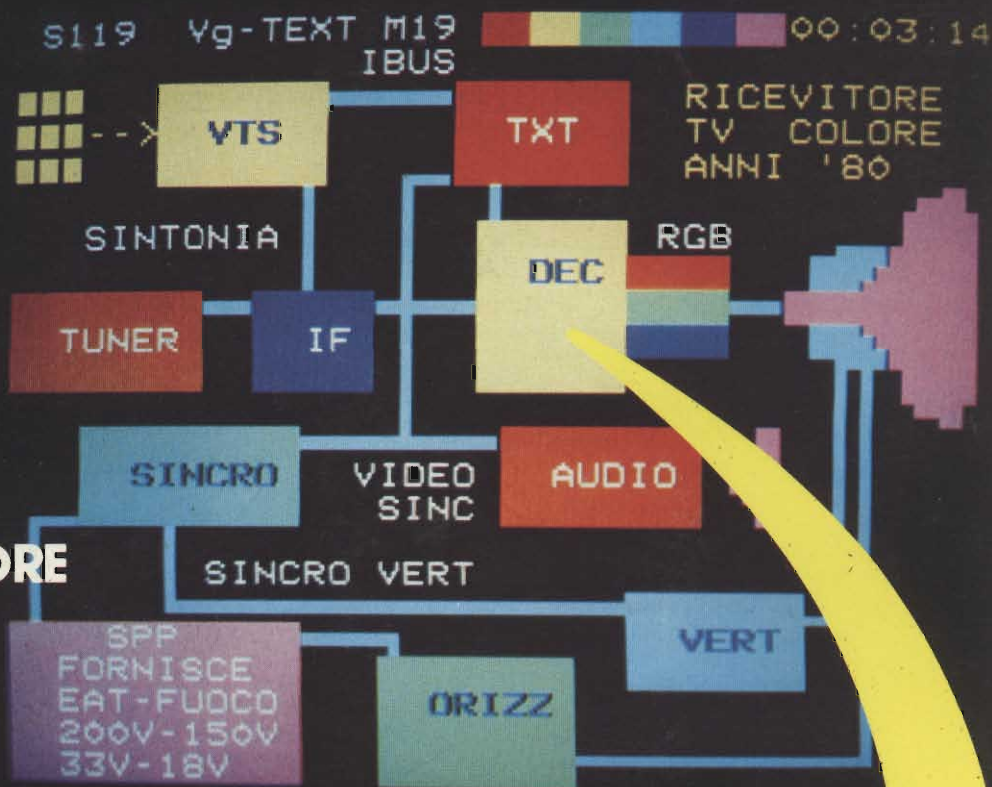 S119 Vg-TEXT M19 00:03:14
IBUS
-->
VTS
TXT
RICEVITORE
TV COLORE
ANNI '80
SINTONIA
RGB
DEC
TUNER
IF
SINCRO
VIDEO
SINC
AUDIO
ORE
SINCRO VERT
SPP
FORNISCE
EAT-FUOCO
200V-150V
33V-18V
ORIZZ
VERT